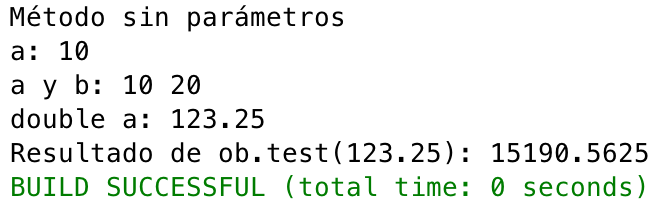 Método sin parámetros
a: 10
a y b: 10 20
double a: 123.25
Resultado de ob.test(123.25): 15190.5625
BUILD SUCCESSFUL (total time: 0 seconds)